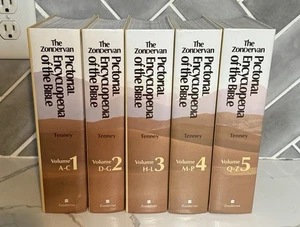 The
Zondervan
Pictorial
Encyclopedia
of the Bible
Tenney
Volume 1
A-C
The
Zondervan
Pictorial
Encyclopedia
of the Bible
Tenney
Volume 2
D-G
The
Zondervan
Pictorial
Encyclopedia
of the Bible
Tenney
Volume 3
H-L
The
Zondervan
Pictorial
Encyclopedia
of the Bible
Tenney
Volume 4
M-P
The
Zondervan
Pictorial
Encyclopedia
of the Bible
Tenney
Volume 5
Q-Z